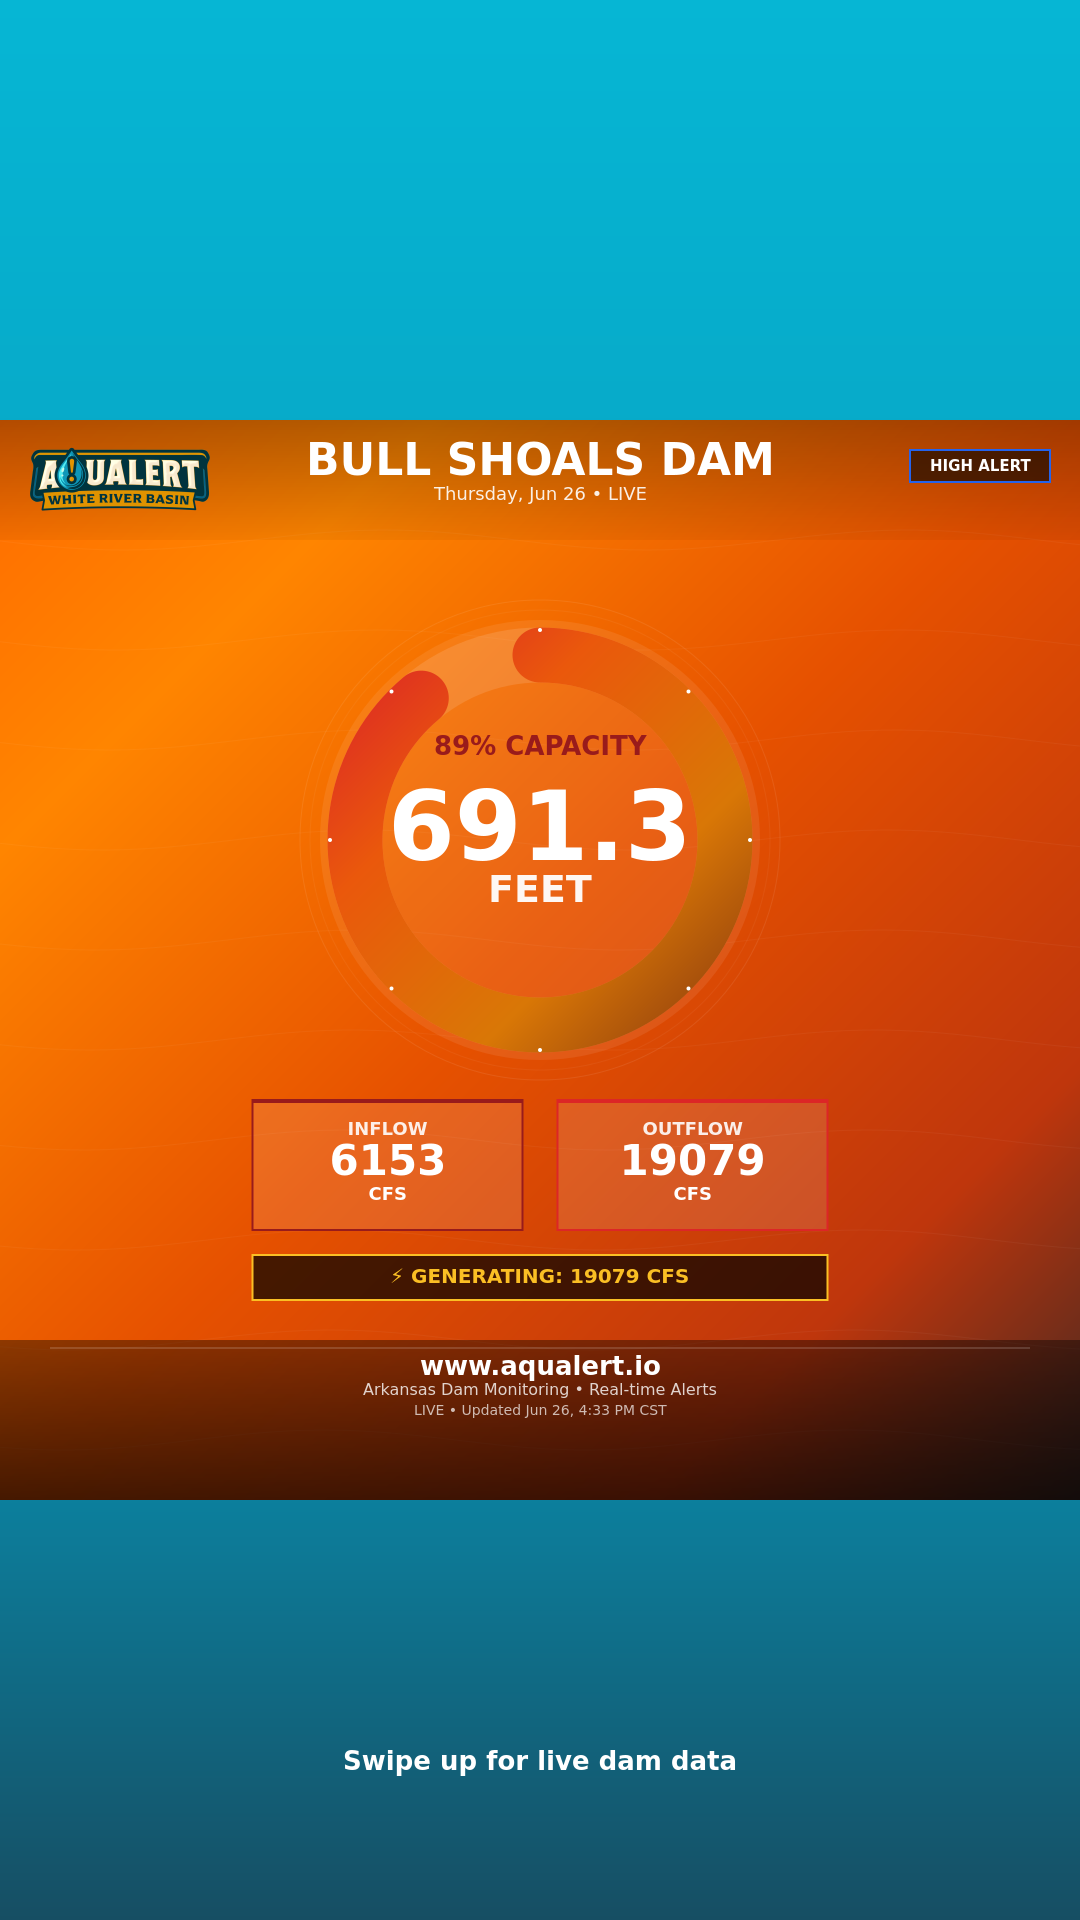 AQUALERT
WHITE RIVER BASIN
BULL SHOALS DAM
Thursday, Jun 26 • LIVE
HIGH ALERT
89% CAPACITY
691.3
FEET
INFLOW
6153
CFS
OUTFLOW
19079
CFS
⚡ GENERATING: 19079 CFS
www.aqualert.io
Arkansas Dam Monitoring • Real-time Alerts
LIVE • Updated Jun 26, 4:33 PM CST
Swipe up for live dam data